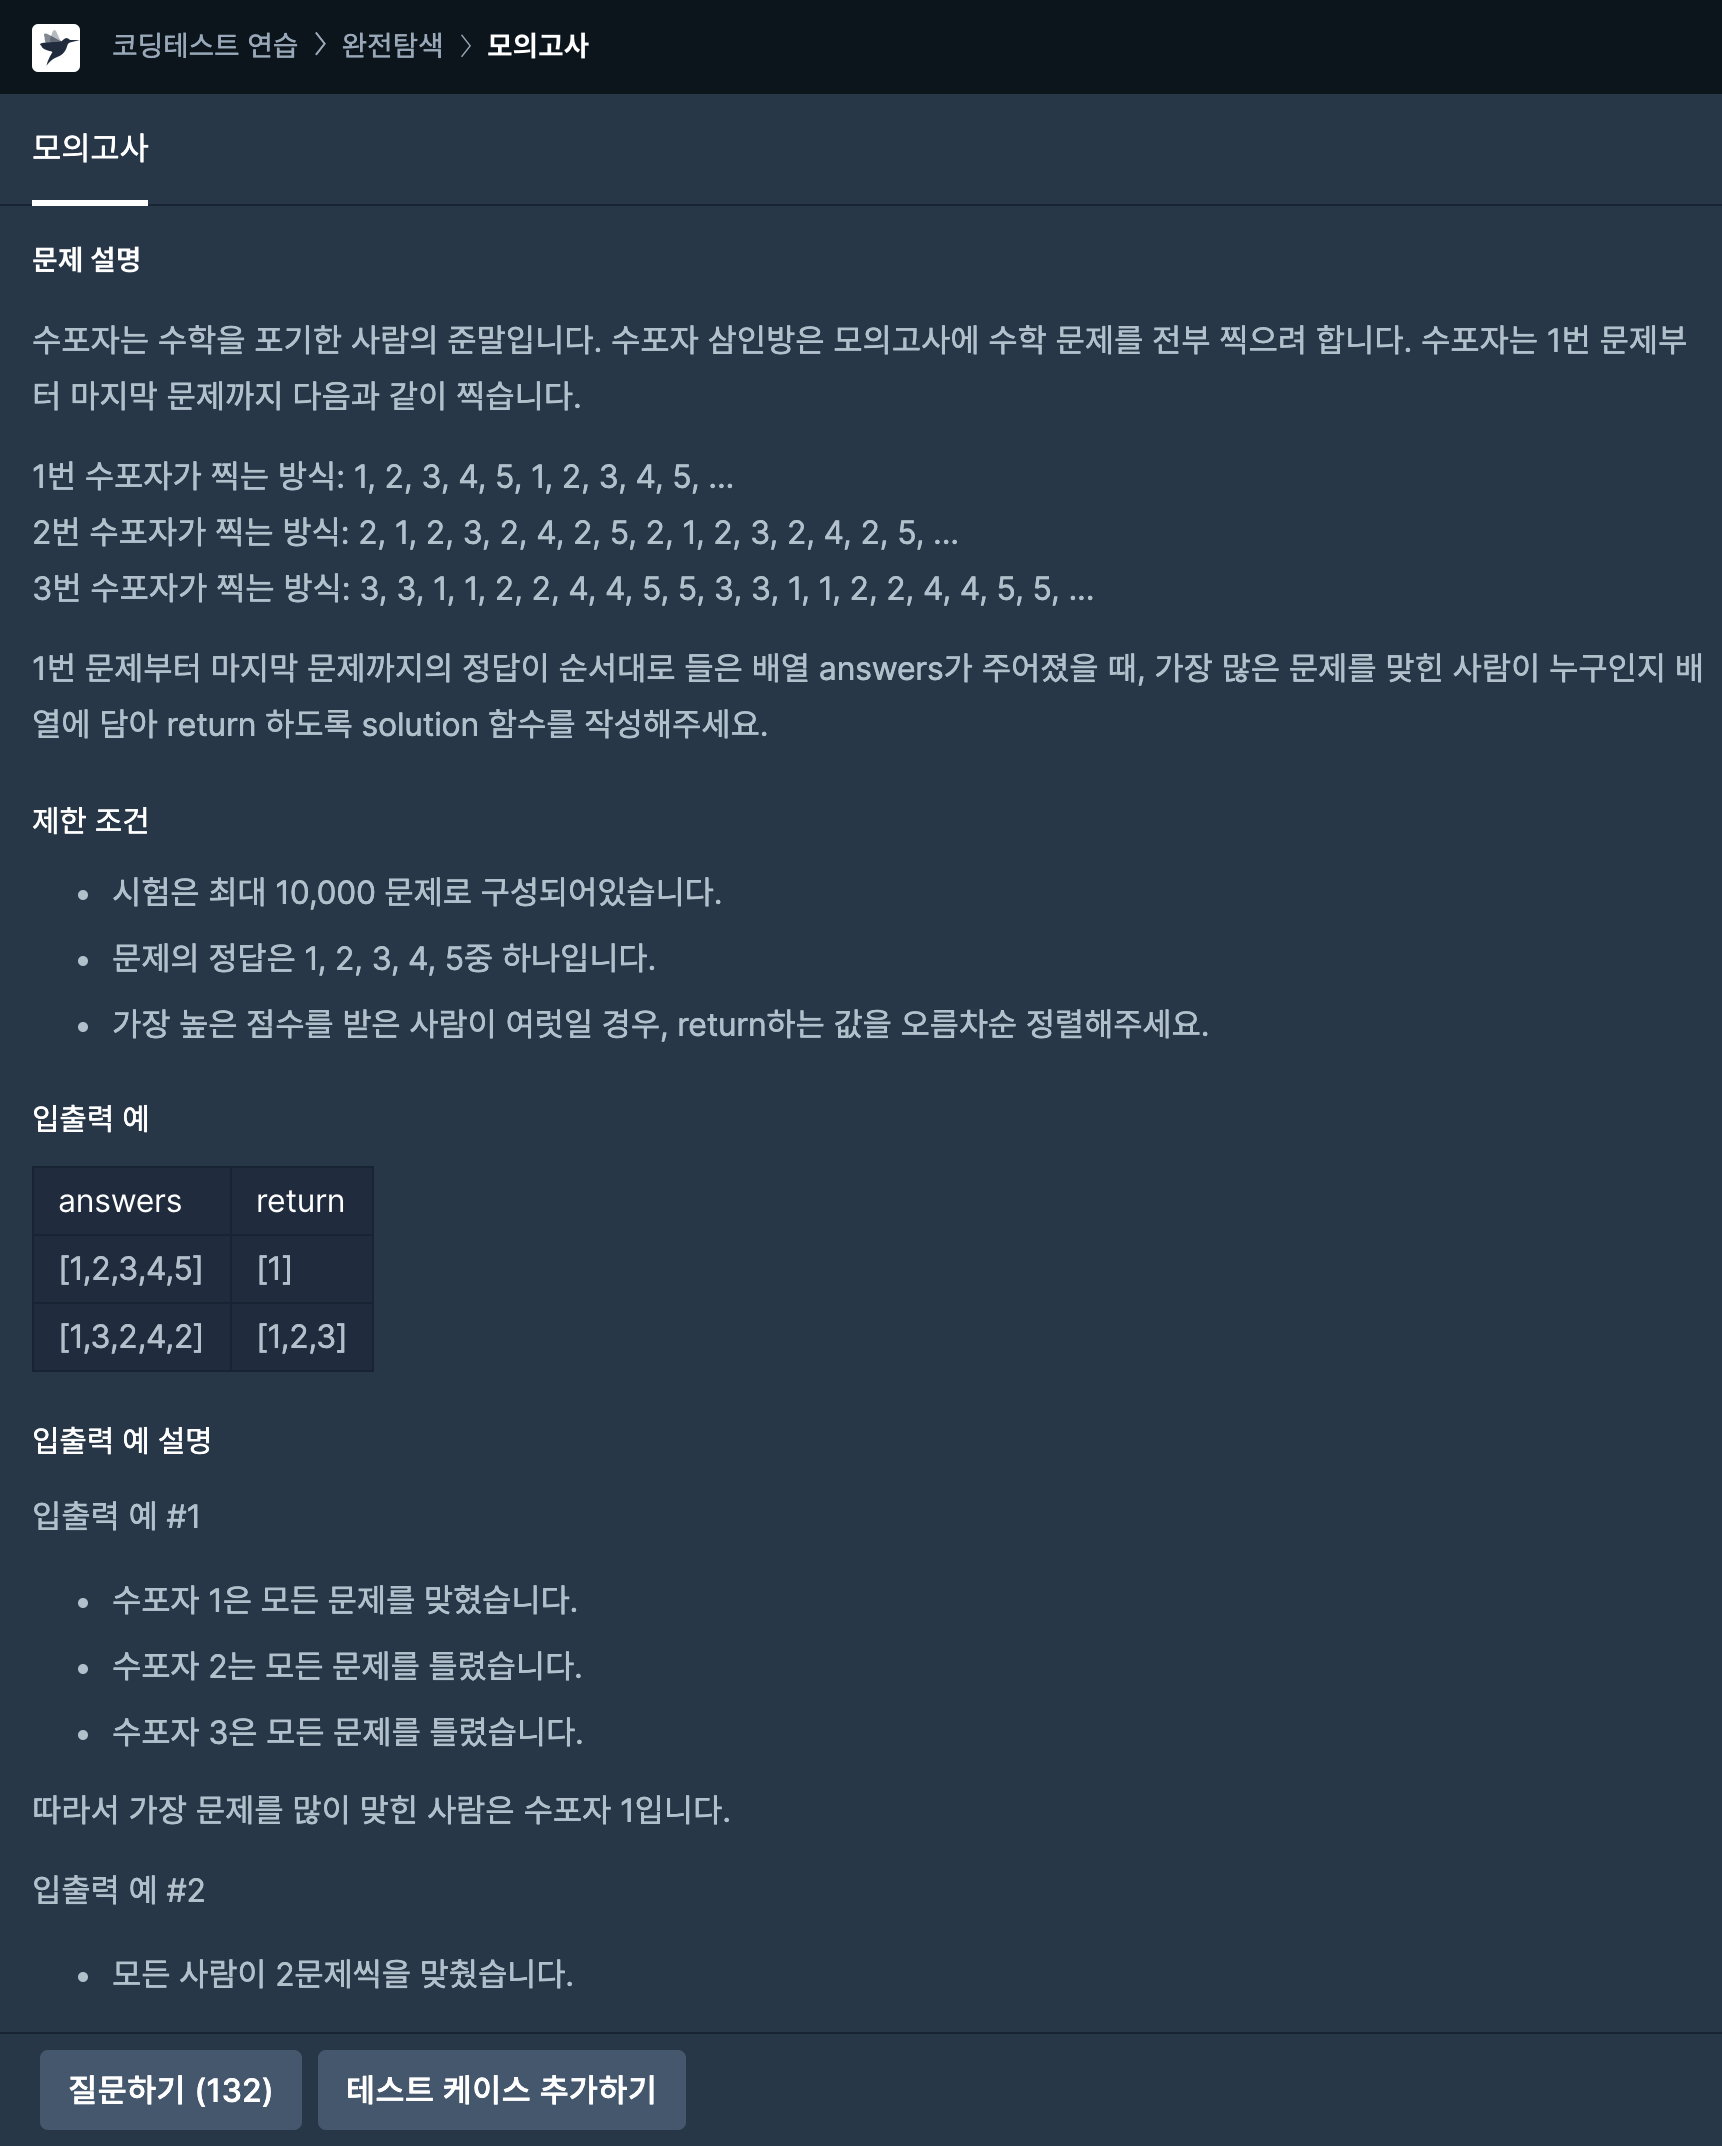 코딩테스트 연습 > 완전탐색 > 모의고사
모의고사
문제 설명
수포자는 수학을 포기한 사람의 준말입니다. 수포자 삼인방은 모의고사에 수학 문제를 전부 찍으려 합니다. 수포자는 1번 문제부
터 마지막 문제까지 다음과 같이 찍습니다.
1번 수포자가 찍는 방식: 1, 2, 3, 4, 5, 1, 2, 3, 4, 5, ...
2번 수포자가 찍는 방식: 2, 1, 2, 3, 2, 4, 2, 5, 2, 1, 2, 3, 2, 4, 2, 5, ...
3번 수포자가 찍는 방식: 3, 3, 1, 1, 2, 2, 4, 4, 5, 5, 3, 3, 1, 1, 2, 2, 4, 4, 5, 5, ...
1번 문제부터 마지막 문제까지의 정답이 순서대로 들은 배열 answers가 주어졌을 때, 가장 많은 문제를 맞힌 사람이 누구인지 배
열에 담아 return 하도록 solution 함수를 작성해주세요.
제한 조건
• 시험은 최대 10,000 문제로 구성되어있습니다.
• 문제의 정답은 1, 2, 3, 4, 5중 하나입니다.
• 가장 높은 점수를 받은 사람이 여럿일 경우, return하는 값을 오름차순 정렬해주세요.
입출력 예
answers return
[1,2,3,4,5] [1]
[1,3,2,4,2] [1,2,3]
입출력 예 설명
입출력 예 #1
• 수포자 1은 모든 문제를 맞혔습니다.
• 수포자 2는 모든 문제를 틀렸습니다.
• 수포자 3은 모든 문제를 틀렸습니다.
따라서 가장 문제를 많이 맞힌 사람은 수포자 1입니다.
입출력 예 #2
• 모든 사람이 2문제씩을 맞췄습니다.
질문하기 (132) 테스트 케이스 추가하기